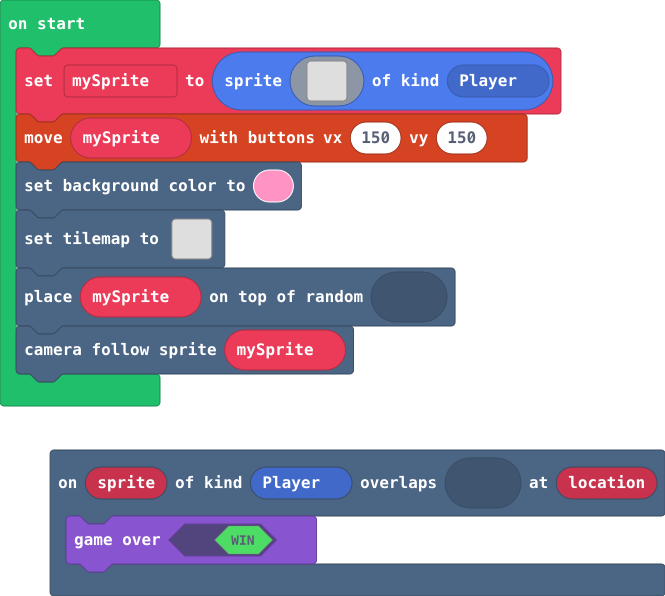 on start
set mySprite to sprite of kind Player
move mySprite with buttons vx 150 vy 150
set background color to
set tilemap to
place mySprite on top of random
camera follow sprite mySprite
on sprite of kind Player overlaps at location
game over WIN